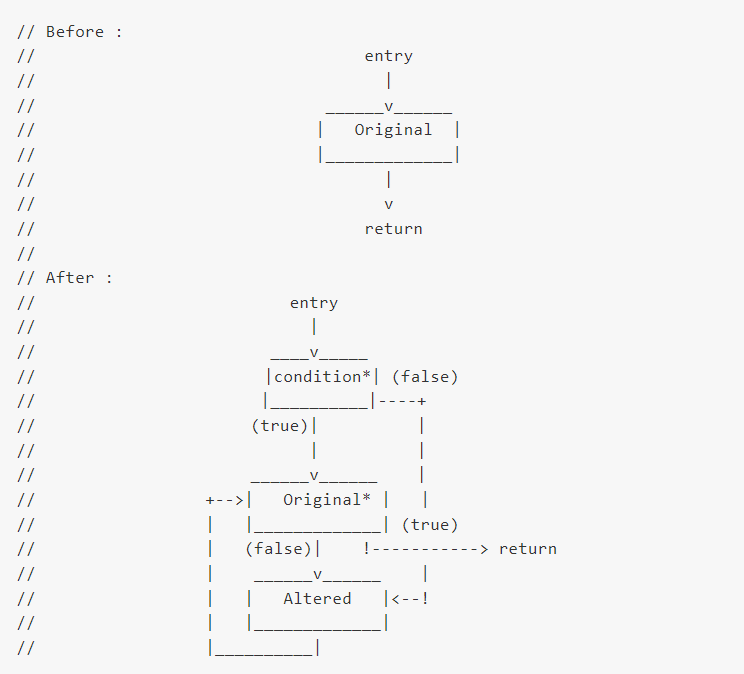 // Before :
//                                  entry
//                                    |
//                              ______v______
//                             |   Original  |
//                             |_____________|
//                                    |
//                                    v
//                                  return
//
// After :
//                          entry
//                            |
//                        ____v_____
//                       |condition*| (false)
//                       |__________|----+
//                      (true)|          |
//                            |          |
//                      ______v______    |
//                 +-->|   Original* |   |
//                 |   |_____________| (true)
//                 |   (false)|    !-----------> return
//                 |    ______v______    |
//                 |   |   Altered   |<--!
//                 |   |_____________|
//                 |__________|